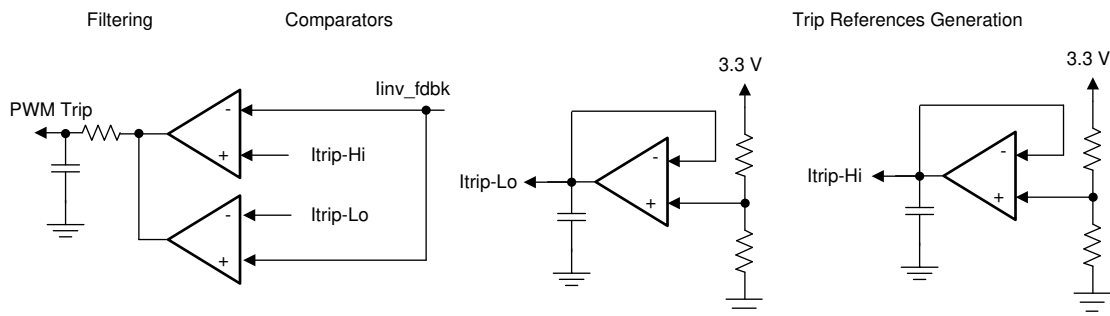 Filtering
Comparators
Trip References Generation
PWM Trip
Iinv_fdbk
-
+
Itrip-Hi
-
+
Itrip-Lo
3.3 V
Itrip-Lo
-
+
3.3 V
Itrip-Hi
-
+